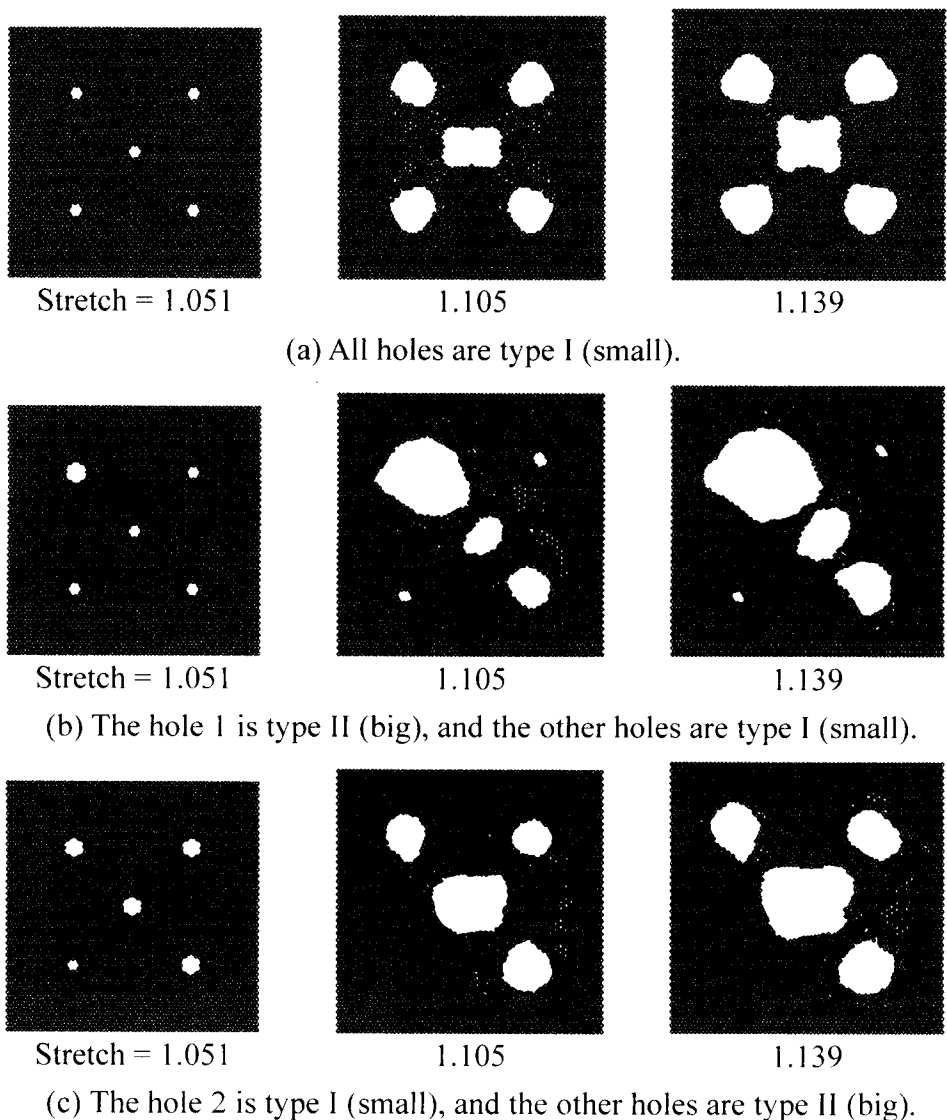 Stretch = 1.051
1.105
1.139
(a) All holes are type I (small).
Stretch = 1.051
1.105
1.139
(b) The hole 1 is type II (big), and the other holes are type I (small).
Stretch = 1.051
1.105
1.139
(c) The hole 2 is type I (small), and the other holes are type II (big).